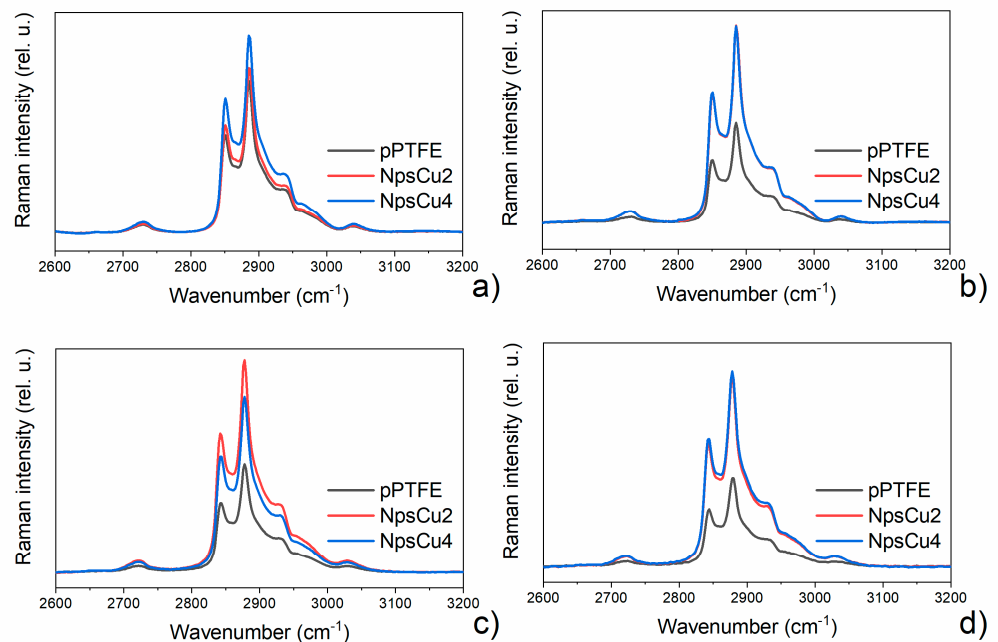 Raman intensity (rel. u.)
pPTFE
NpsCu2
NpsCu4
2600 2700 2800 2900 3000 3100 3200
Wavenumber (cm-1)
a)
Raman intensity (rel. u.)
pPTFE
NpsCu2
NpsCu4
2600 2700 2800 2900 3000 3100 3200
Wavenumber (cm-1)
b)
Raman intensity (rel. u.)
pPTFE
NpsCu2
NpsCu4
2600 2700 2800 2900 3000 3100 3200
Wavenumber (cm-1)
c)
Raman intensity (rel. u.)
pPTFE
NpsCu2
NpsCu4
2600 2700 2800 2900 3000 3100 3200
Wavenumber (cm-1)
d)